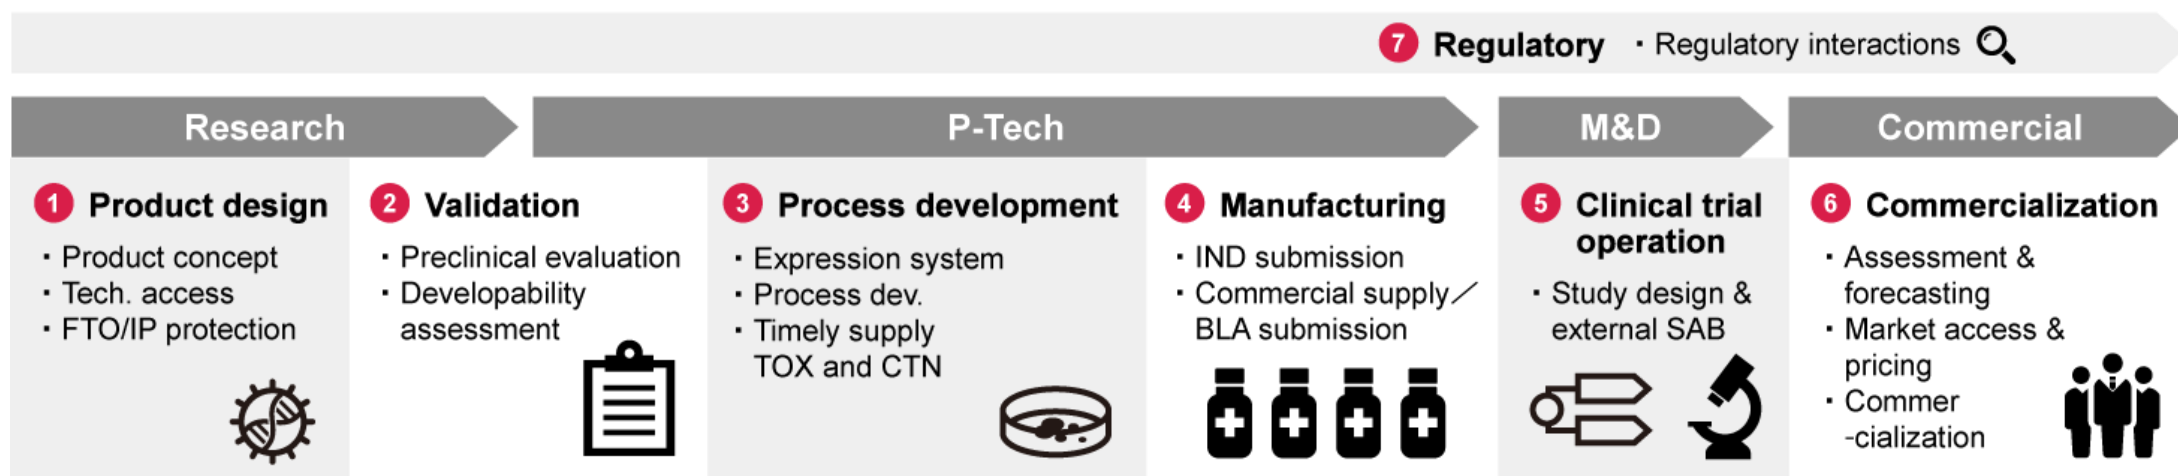 7 Regulatory ・Regulatory interactions
Research
P-Tech
M&D
Commercial
1 Product design
・Product concept
・Tech. access
・FTO/IP protection
2 Validation
・Preclinical evaluation
・Developability
assessment
3 Process development
・Expression system
・Process dev.
・Timely supply
TOX and CTN
4 Manufacturing
・IND submission
・Commercial supply／
BLA submission
5 Clinical trial
operation
・Study design &
external SAB
6 Commercialization
・Assessment &
forecasting
・Market access &
pricing
・Commer
-cialization